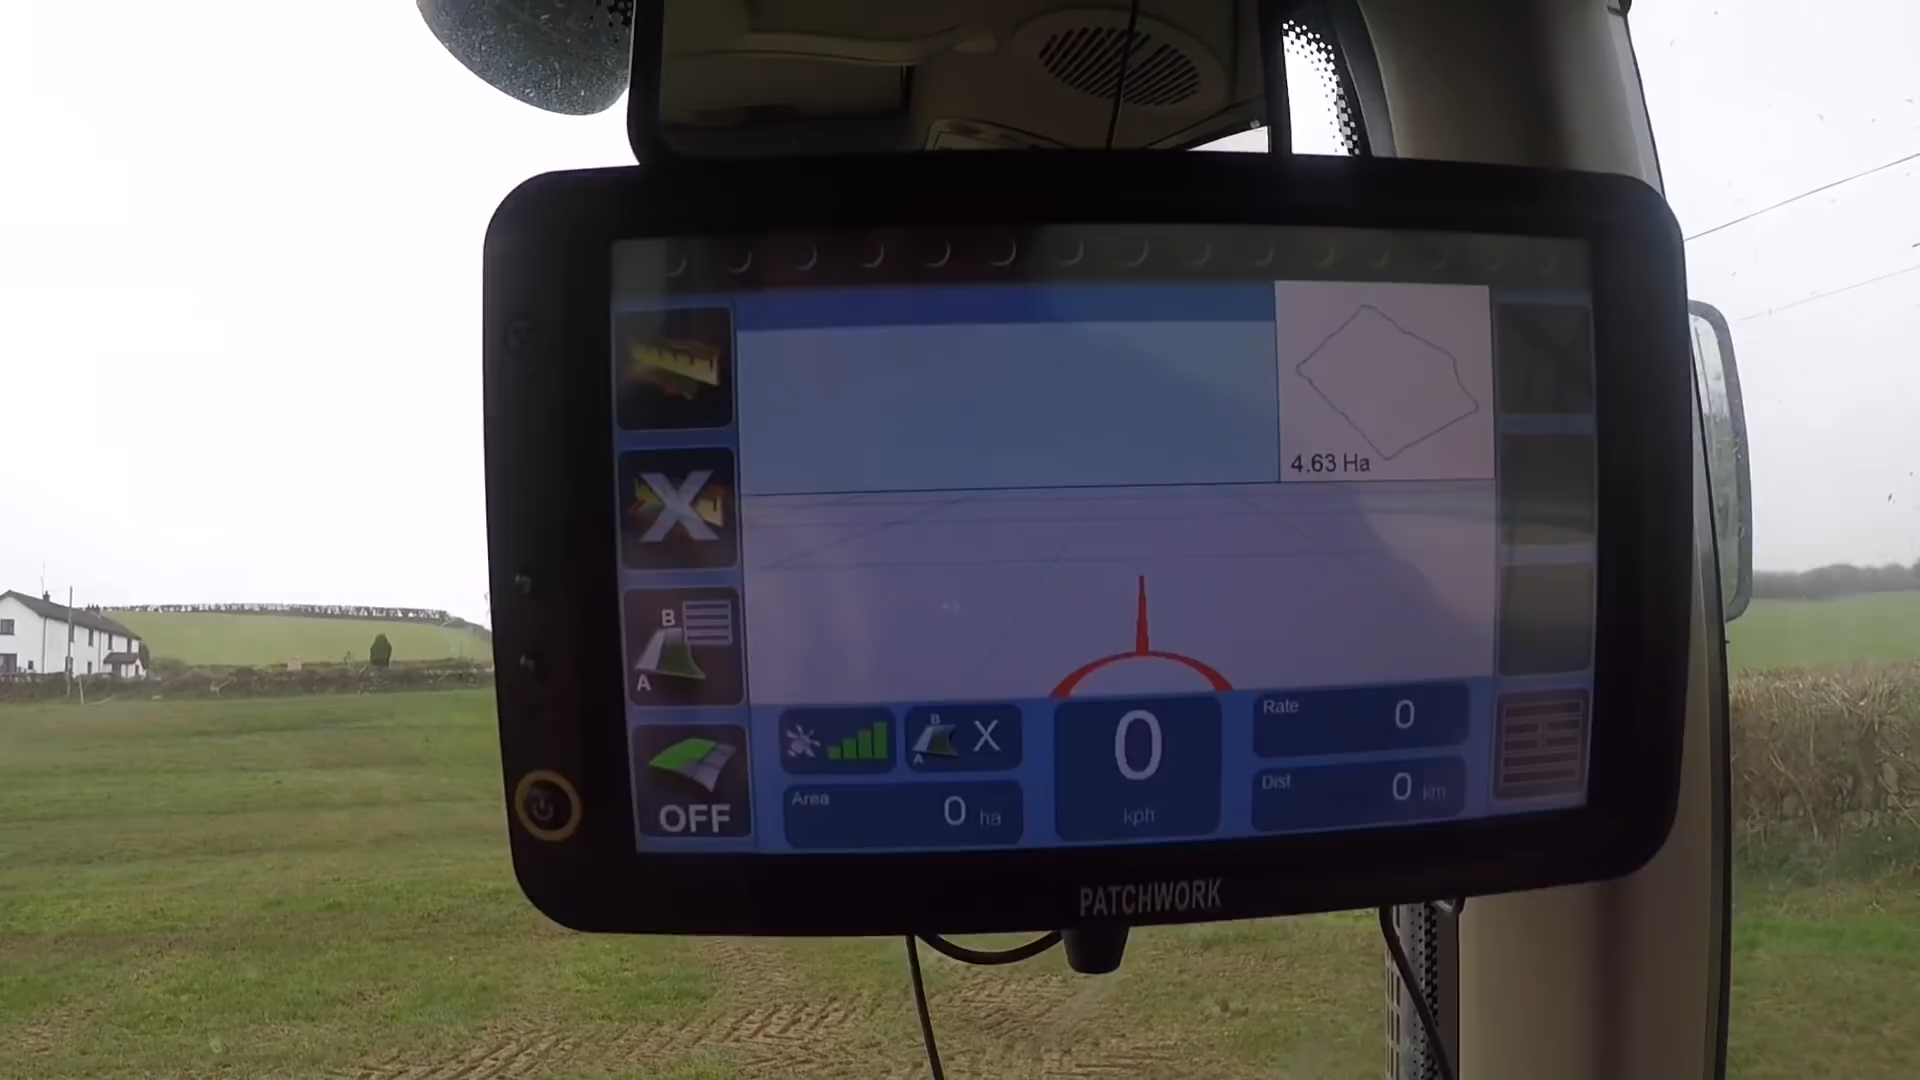 4.63 Ha
B
A
OFF
B
A
X
Area
0 ha
0
kph
Rate
0
Dist
0 km
PATCHWORK